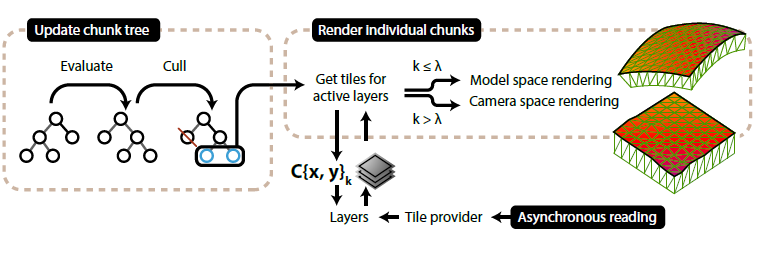 Update chunk tree
Render individual chunks
Evaluate
Cull
Get tiles for
active layers
k ≤ λ
Model space rendering
Camera space rendering
k > λ
C{x, y}k
Layers
Tile provider
Asynchronous reading